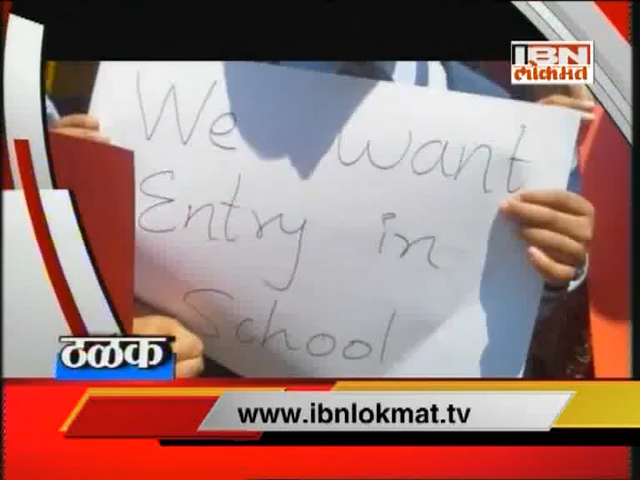 IBN
लोकमत
We want
Entry in
School
ठळक
www.ibnlokmat.tv